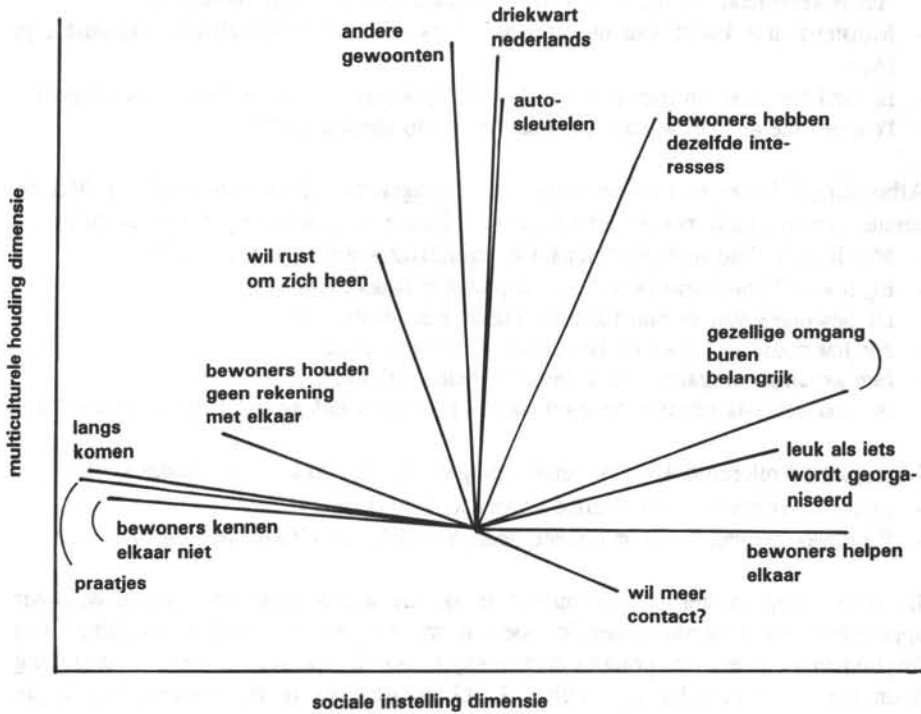 driekwart
nederlands
andere
gewoonten
auto-
sleutelen
bewoners hebben
dezelfde inte-
resses
wil rust
om zich heen
gezellige omgang
buren
belangrijk
bewoners houden
geen rekening
met elkaar
langs
komen
leuk als iets
wordt georga-
niseerd
bewoners kennen
elkaar niet
praatjes
bewoners helpen
elkaar
wil meer
contact?
multiculturele houding dimensie
sociale instelling dimensie